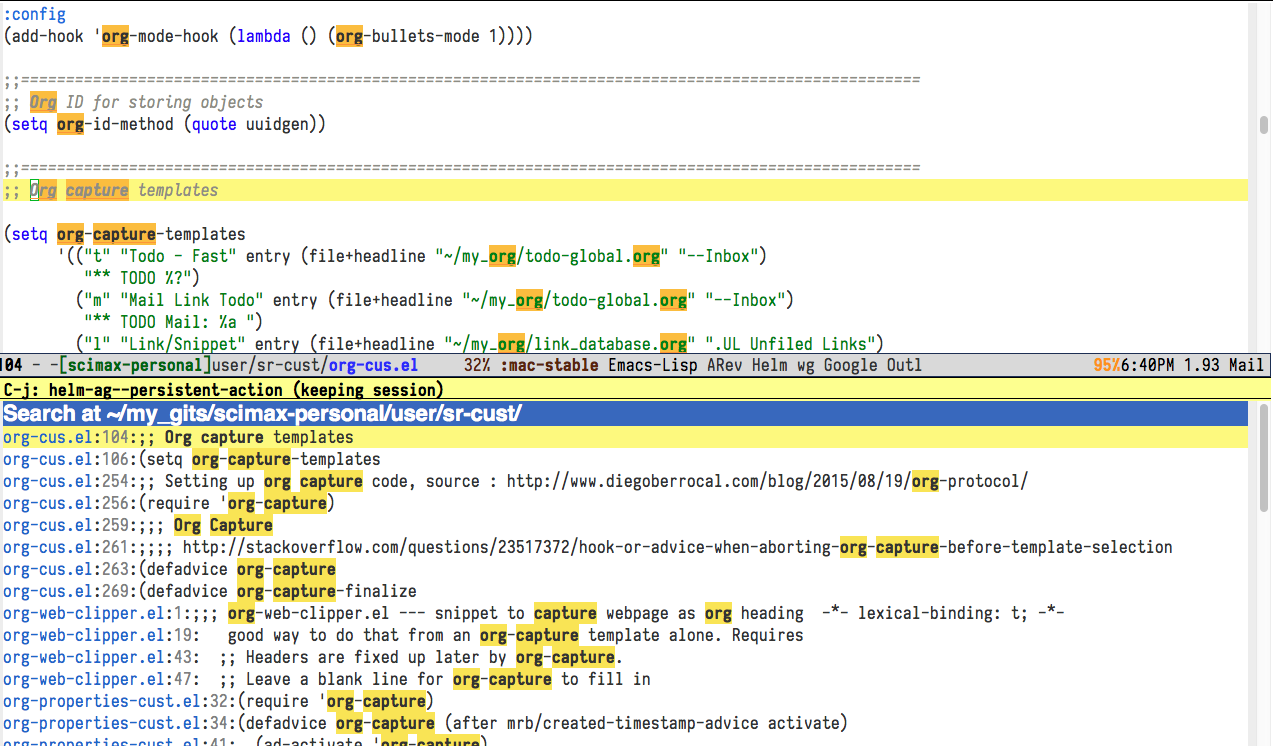 :config
(add-hook 'org-mode-hook (lambda () (org-bullets-mode 1))))
;;====================================================================================================
;; Org ID for storing objects
(setq org-id-method (quote uuidgen))
;;====================================================================================================
;; Org capture templates
(setq org-capture-templates
'(("t" "Todo - Fast" entry (file+headline "~/my_org/todo-global.org" "--Inbox")
"** TODO %?")
("m" "Mail Link Todo" entry (file+headline "~/my_org/todo-global.org" "--Inbox")
"** TODO Mail: %a ")
("l" "Link/Snippet" entry (file+headline "~/my_org/link_database.org" ".UL Unfiled Links")
104 - -[scimax-personal]user/sr-cust/org-cus.el 32% :mac-stable Emacs-Lisp ARev Helm wg Google Outl 95%6:40PM 1.93 Mail
C-j: helm-ag--persistent-action (keeping session)
Search at ~/my_gits/scimax-personal/user/sr-cust/
org-cus.el:104:;; Org capture templates
org-cus.el:106:(setq org-capture-templates
org-cus.el:254:;; Setting up org capture code, source : http://www.diegoberrocal.com/blog/2015/08/19/org-protocol/
org-cus.el:256:(require 'org-capture)
org-cus.el:259:;;; Org Capture
org-cus.el:261:;;;; http://stackoverflow.com/questions/23517372/hook-or-advice-when-aborting-org-capture-before-template-selection
org-cus.el:263:(defadvice org-capture
org-cus.el:269:(defadvice org-capture-finalize
org-web-clipper.el:1:;;; org-web-clipper.el --- snippet to capture webpage as org heading  -*- lexical-binding: t; -*-
org-web-clipper.el:19:   good way to do that from an org-capture template alone. Requires
org-web-clipper.el:43:  ;; Headers are fixed up later by org-capture.
org-web-clipper.el:47:  ;; Leave a blank line for org-capture to fill in
org-properties-cust.el:32:(require 'org-capture)
org-properties-cust.el:34:(defadvice org-capture (after mrb/created-timestamp-advice activate)
org-properties-cust.el:41:  (ad-activate 'org-capture)